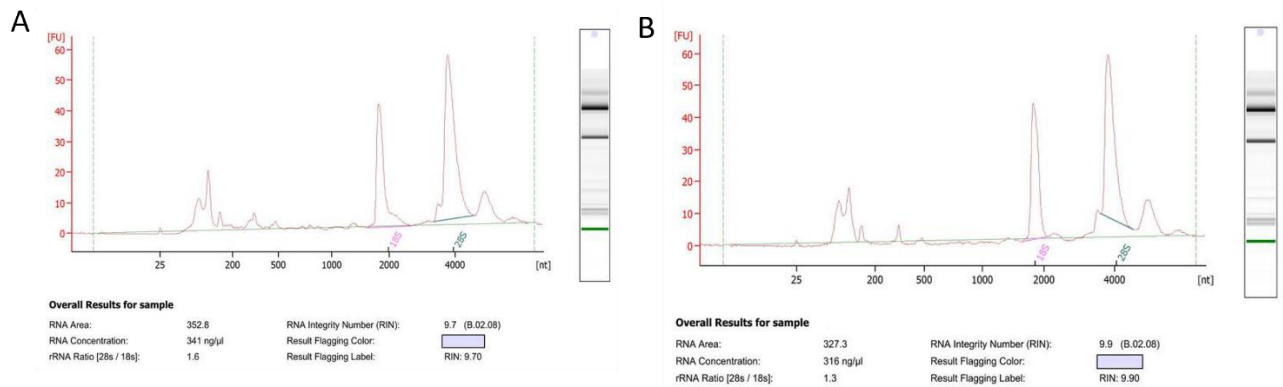 A
[FU]
60
50
40
30
20
10
0
25 200 500 1000 2000 4000 [nt]
18S
28S
Overall Results for sample
RNA Area: 352.8 RNA Integrity Number (RIN): 9.7 (B.02.08)
RNA Concentration: 341 ng/µl Result Flagging Color:
rRNA Ratio [28s / 18s]: 1.6 Result Flagging Label: RIN: 9.70
B
[FU]
60
50
40
30
20
10
0
25 200 500 1000 2000 4000 [nt]
18S
28S
Overall Results for sample
RNA Area: 327.3 RNA Integrity Number (RIN): 9.9 (B.02.08)
RNA Concentration: 316 ng/µl Result Flagging Color:
rRNA Ratio [28s / 18s]: 1.3 Result Flagging Label: RIN: 9.90